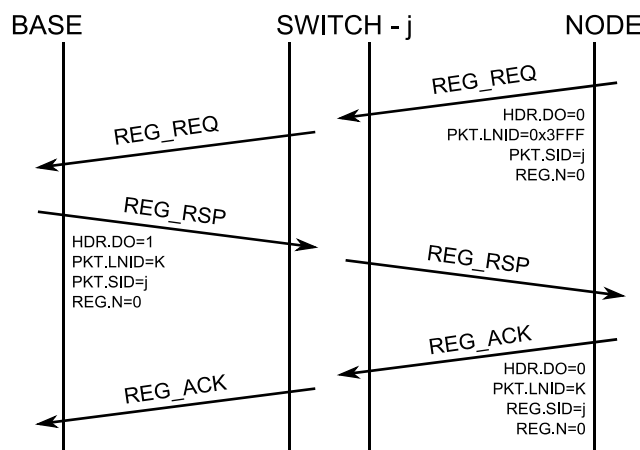 BASE
SWITCH - j
NODE
REG_REQ
HDR.DO=0
PKT.LNID=0x3FFF
PKT.SID=j
REG.N=0
REG_REQ
REG_RSP
HDR.DO=1
PKT.LNID=K
PKT.SID=j
REG.N=0
REG_RSP
REG_ACK
HDR.DO=0
PKT.LNID=K
REG.SID=j
REG.N=0
REG_ACK